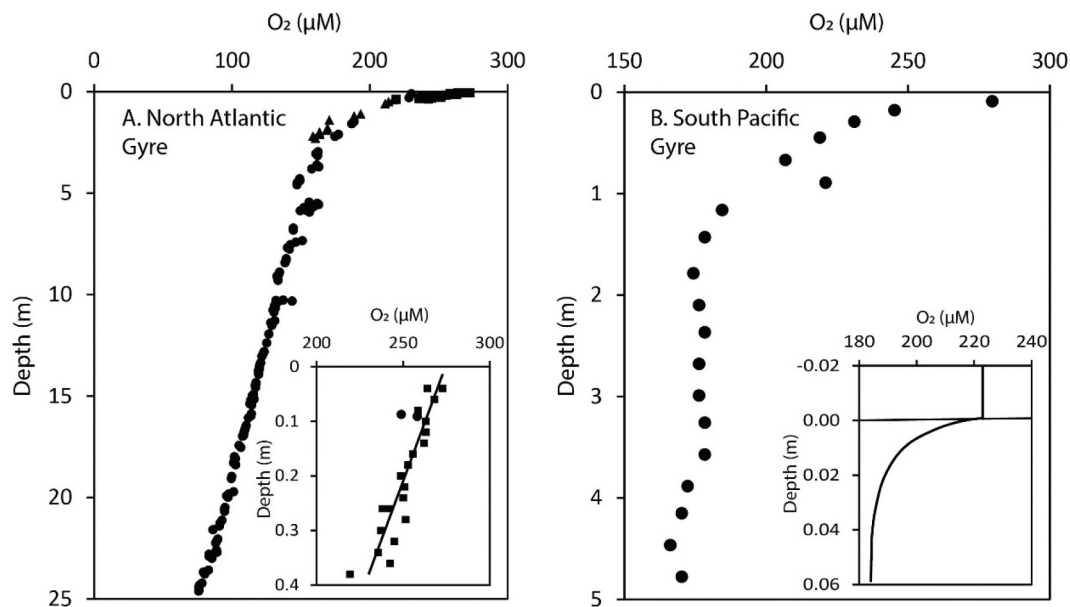 O₂ (µM)
0 100 200 300
0
5
10
15
20
25
Depth (m)
A. North Atlantic
Gyre
O₂ (µM)
200 250 300
0
0.1
0.2
0.3
0.4
Depth (m)
O₂ (µM)
150 200 250 300
0
1
2
3
4
5
Depth (m)
B. South Pacific
Gyre
O₂ (µM)
180 200 220 240
-0.02
0.00
0.02
0.04
0.06
Depth (m)